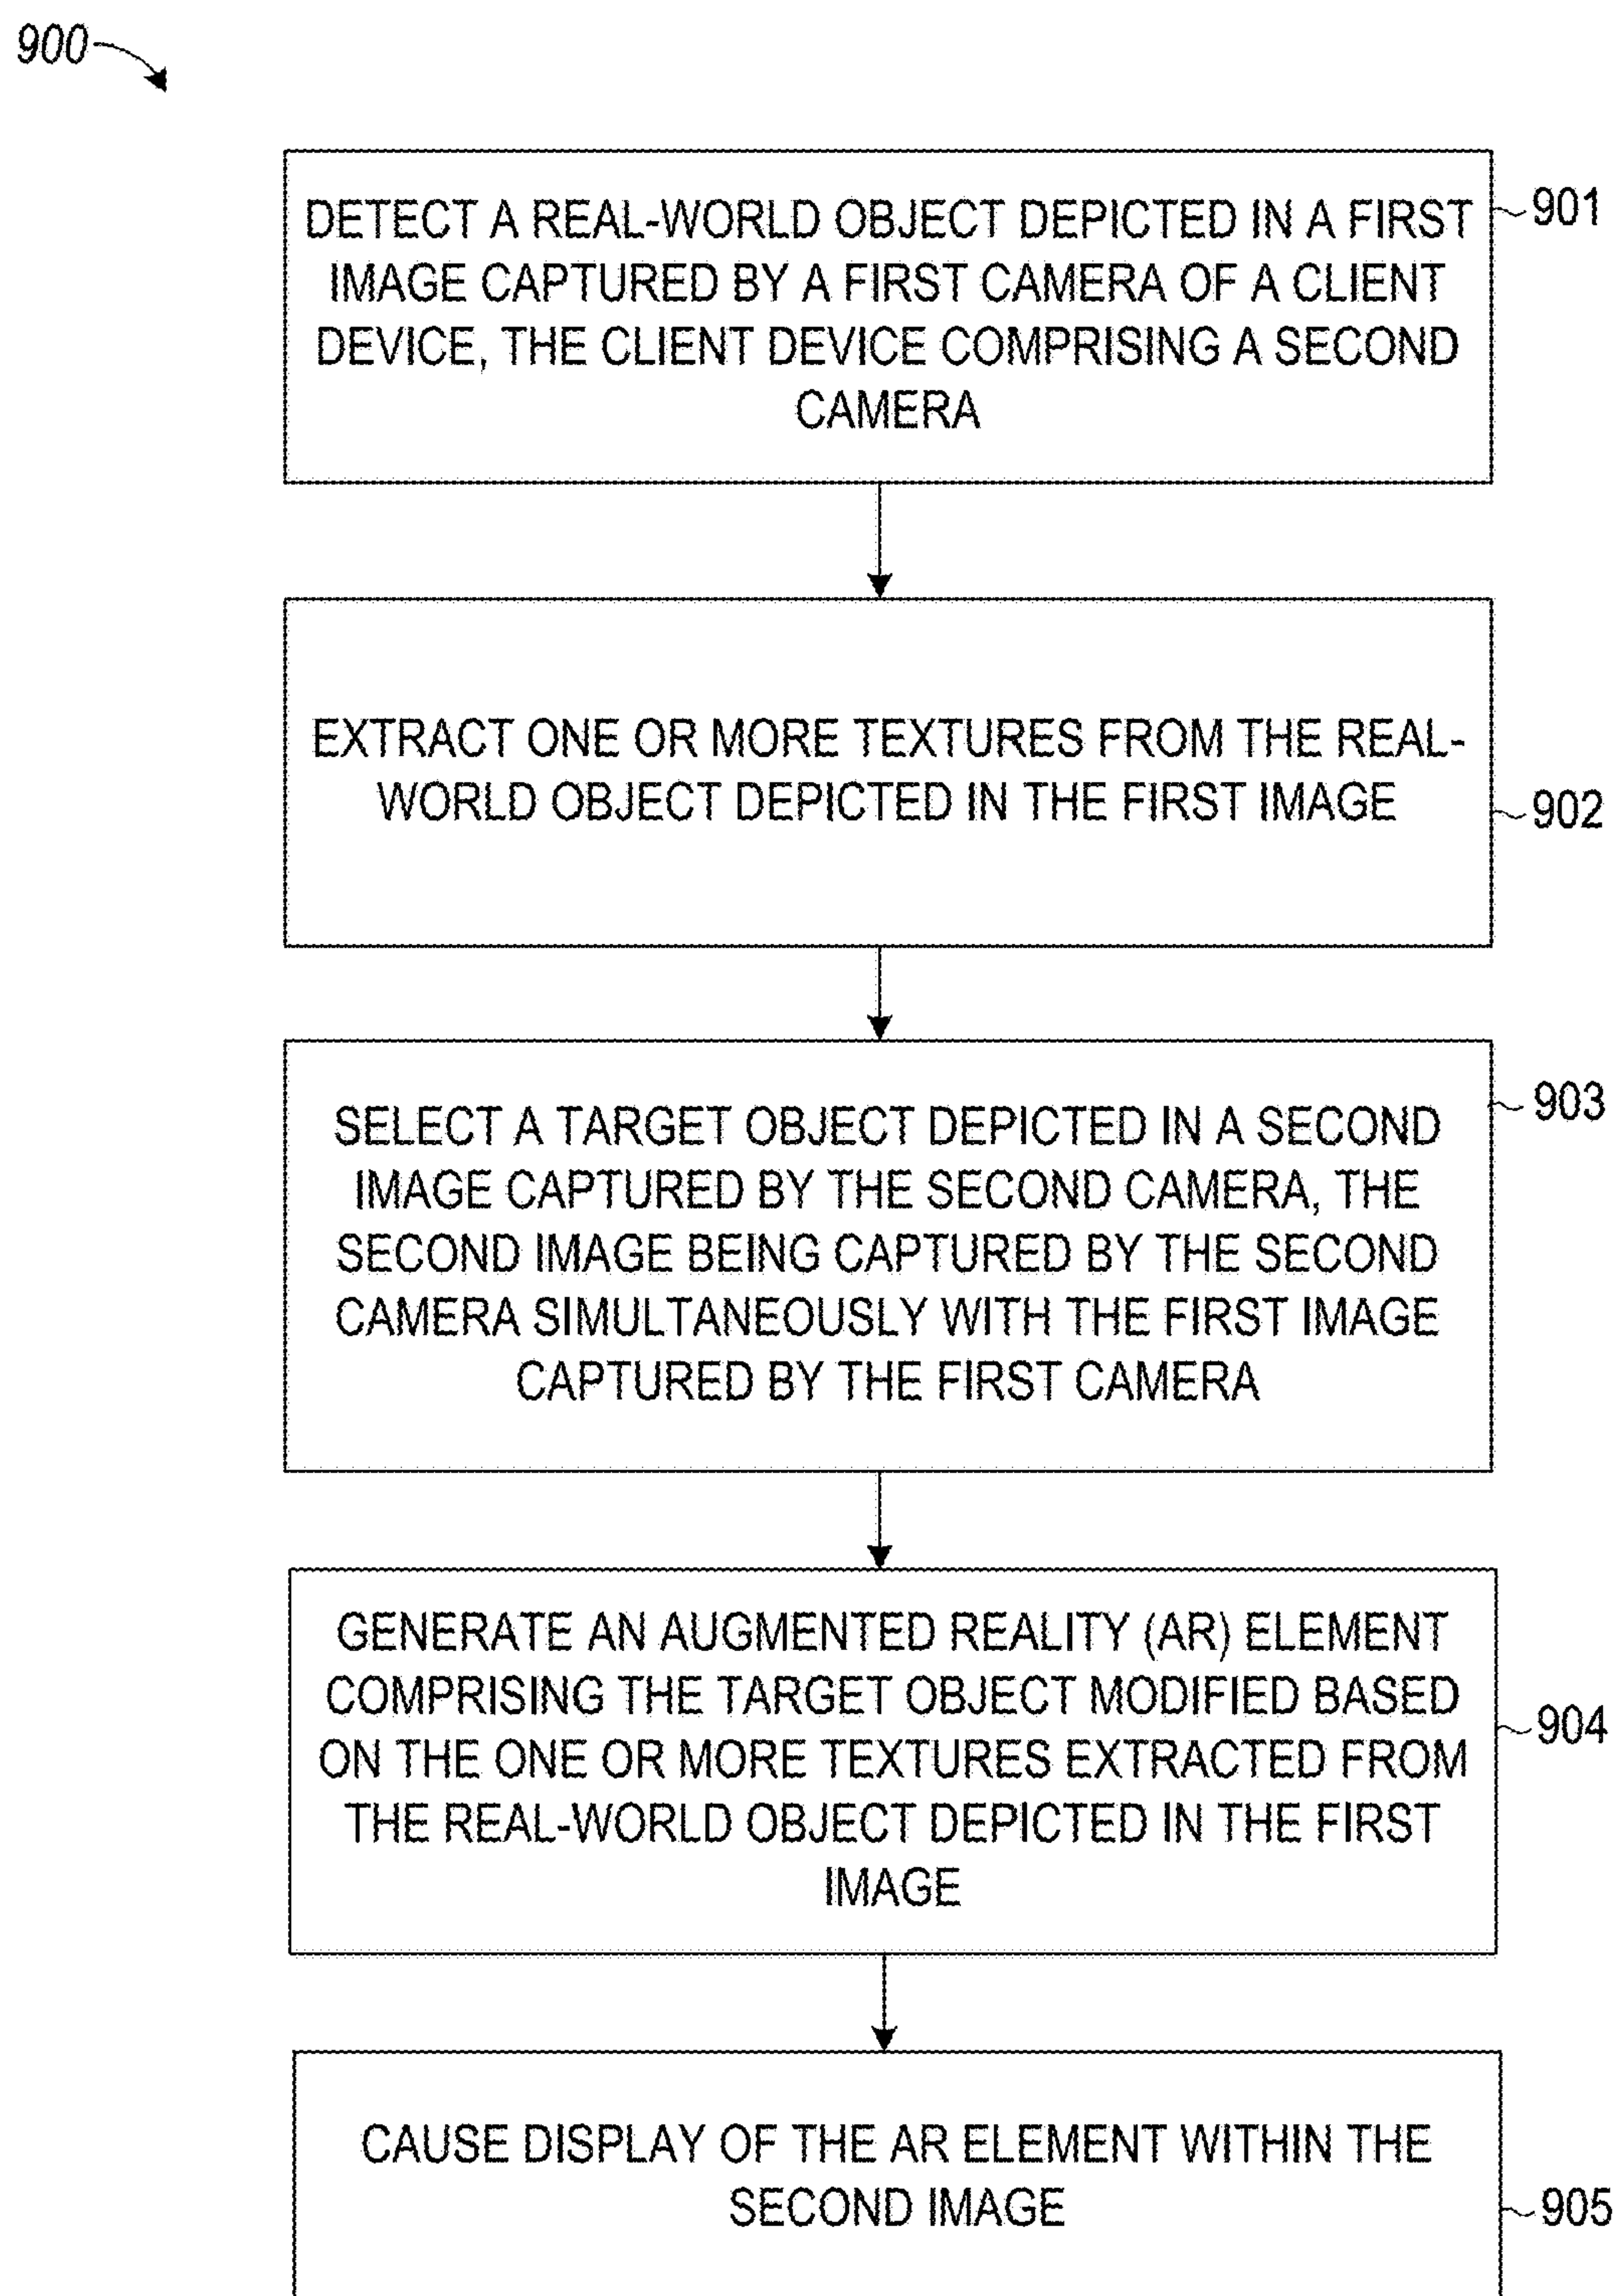 900
DETECT A REAL-WORLD OBJECT DEPICTED IN A FIRST
IMAGE CAPTURED BY A FIRST CAMERA OF A CLIENT
DEVICE, THE CLIENT DEVICE COMPRISING A SECOND
CAMERA
901
EXTRACT ONE OR MORE TEXTURES FROM THE REAL-
WORLD OBJECT DEPICTED IN THE FIRST IMAGE
902
SELECT A TARGET OBJECT DEPICTED IN A SECOND
IMAGE CAPTURED BY THE SECOND CAMERA, THE
SECOND IMAGE BEING CAPTURED BY THE SECOND
CAMERA SIMULTANEOUSLY WITH THE FIRST IMAGE
CAPTURED BY THE FIRST CAMERA
903
GENERATE AN AUGMENTED REALITY (AR) ELEMENT
COMPRISING THE TARGET OBJECT MODIFIED BASED
ON THE ONE OR MORE TEXTURES EXTRACTED FROM
THE REAL-WORLD OBJECT DEPICTED IN THE FIRST
IMAGE
904
CAUSE DISPLAY OF THE AR ELEMENT WITHIN THE
SECOND IMAGE
905